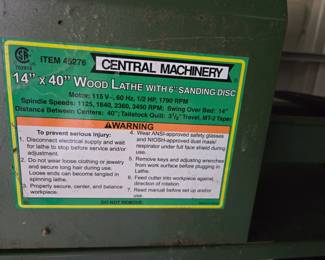 ITEM 45276
CENTRAL MACHINERY
14" x 40" WOOD LATHE WITH 6" SANDING DISC
Motor: 115 V~, 60 Hz, 1/2 HP, 1790 RPM
Spindle Speeds: 1125, 1640, 2360, 3450 RPM; Swing Over Bed: 14"
Distance Between Centers: 40"; Tailstock Quill: 3½" Travel, MT-2 Taper
WARNING
To prevent serious injury:
1. Disconnect electrical supply and wait
for lathe to stop before service and/or
adjustment.
2. Do not wear loose clothing or jewelry
and secure long hair during use.
Loose ends can become tangled in
spinning lathe.
3. Properly secure, center, and balance
workpiece.
4. Wear ANSI-approved safety glasses
and NIOSH-approved dust mask/
respirator under full face shield during
use.
5. Remove keys and adjusting wrenches
from work surface before plugging in
Lathe.
6. Feed cutter into workpiece against
direction of rotation.
7. Read manual before set up and/or
use.
DO NOT REMOVE